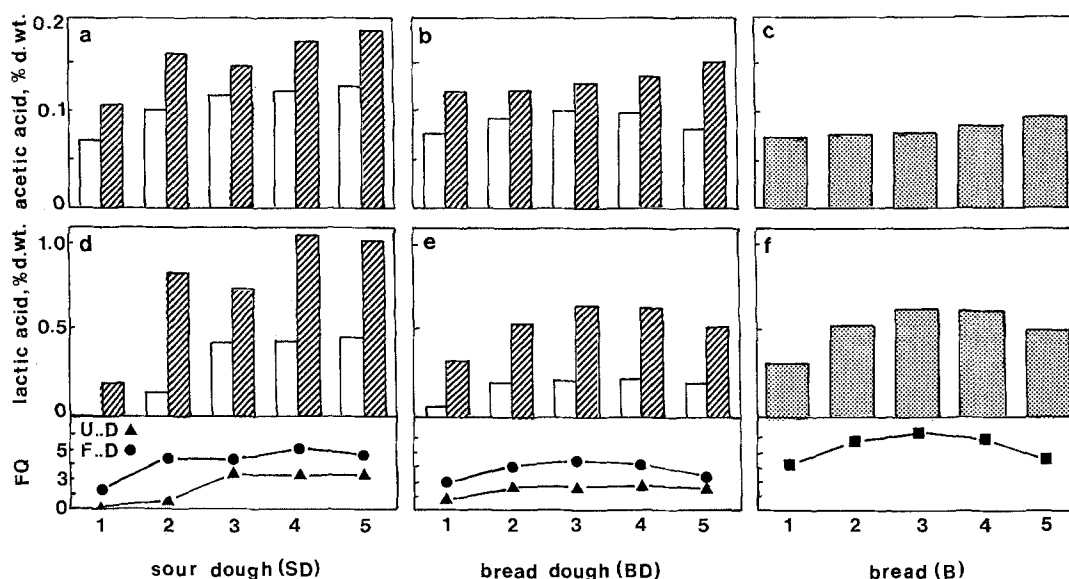 acetic acid, % d.wt.
0.2
0.1
0
a
b
c
lactic acid, % d.wt.
1.0
0.5
0
d
e
f
FQ
5
3
0
U..D ▲
F..D ●
1 2 3 4 5
1 2 3 4 5
1 2 3 4 5
sour dough (SD)
bread dough (BD)
bread (B)